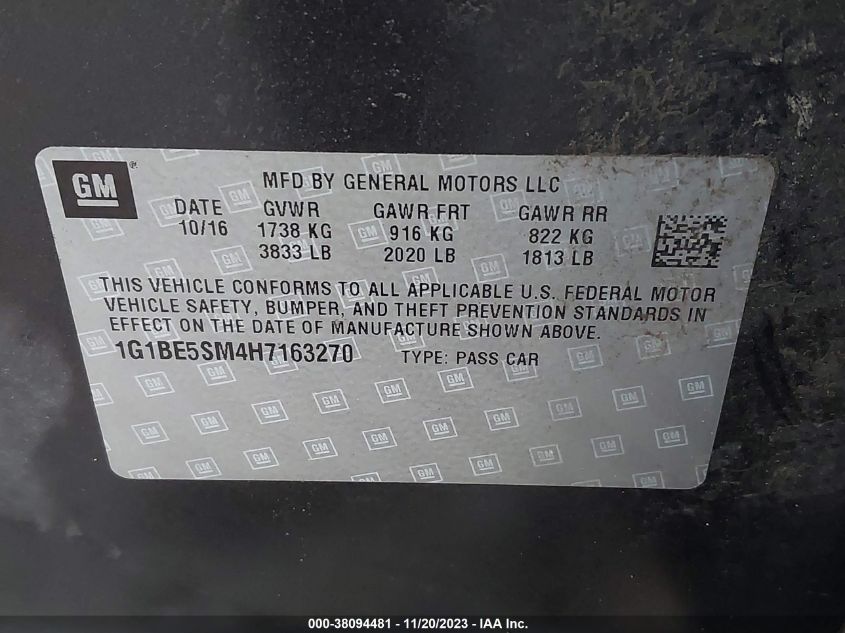 GM
MFD BY GENERAL MOTORS LLC
DATE GVWR GAWR FRT GAWR RR
10/16 1738 KG 916 KG 822 KG
3833 LB 2020 LB 1813 LB
THIS VEHICLE CONFORMS TO ALL APPLICABLE U.S. FEDERAL MOTOR
VEHICLE SAFETY, BUMPER, AND THEFT PREVENTION STANDARDS IN
EFFECT ON THE DATE OF MANUFACTURE SHOWN ABOVE.
1G1BE5SM4H7163270 TYPE: PASS CAR
000-38094481 - 11/20/2023 - IAA Inc.